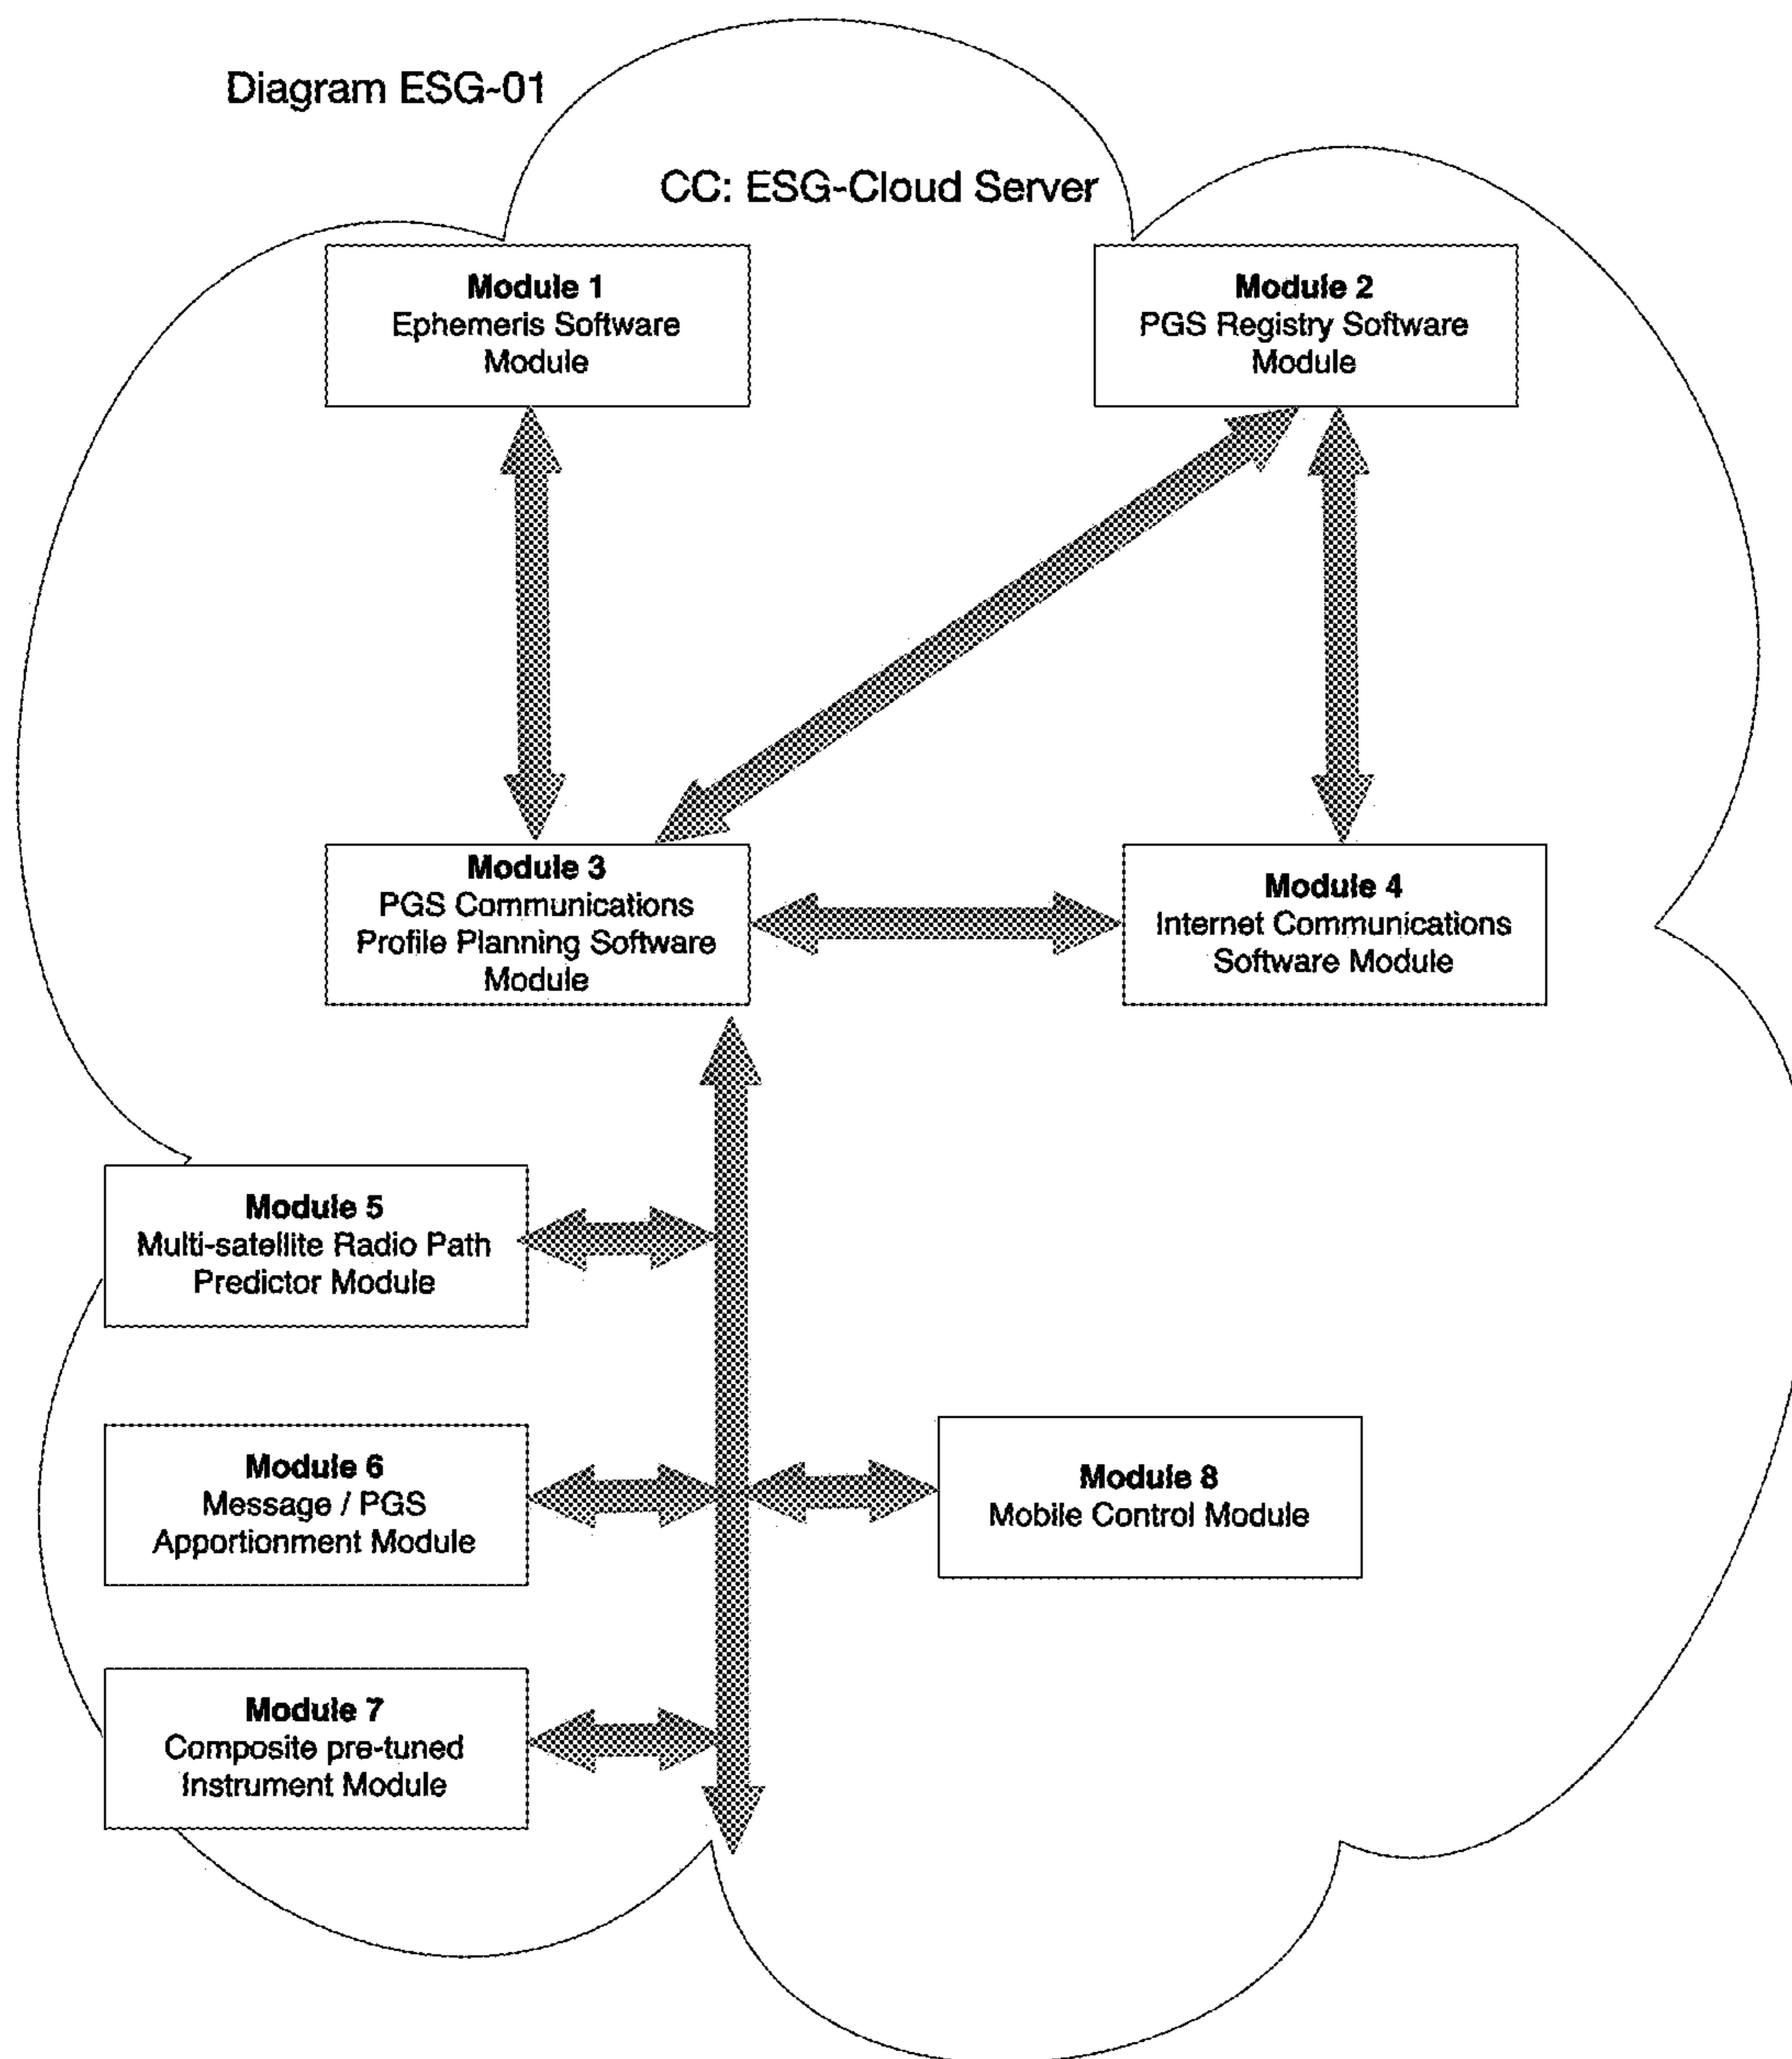 Diagram ESG-01
CC: ESG-Cloud Server
Module 1
Ephemeris Software
Module
Module 2
PGS Registry Software
Module
Module 3
PGS Communications
Profile Planning Software
Module
Module 4
Internet Communications
Software Module
Module 5
Multi-satellite Radio Path
Predictor Module
Module 6
Message / PGS
Apportionment Module
Module 8
Mobile Control Module
Module 7
Composite pre-tuned
Instrument Module